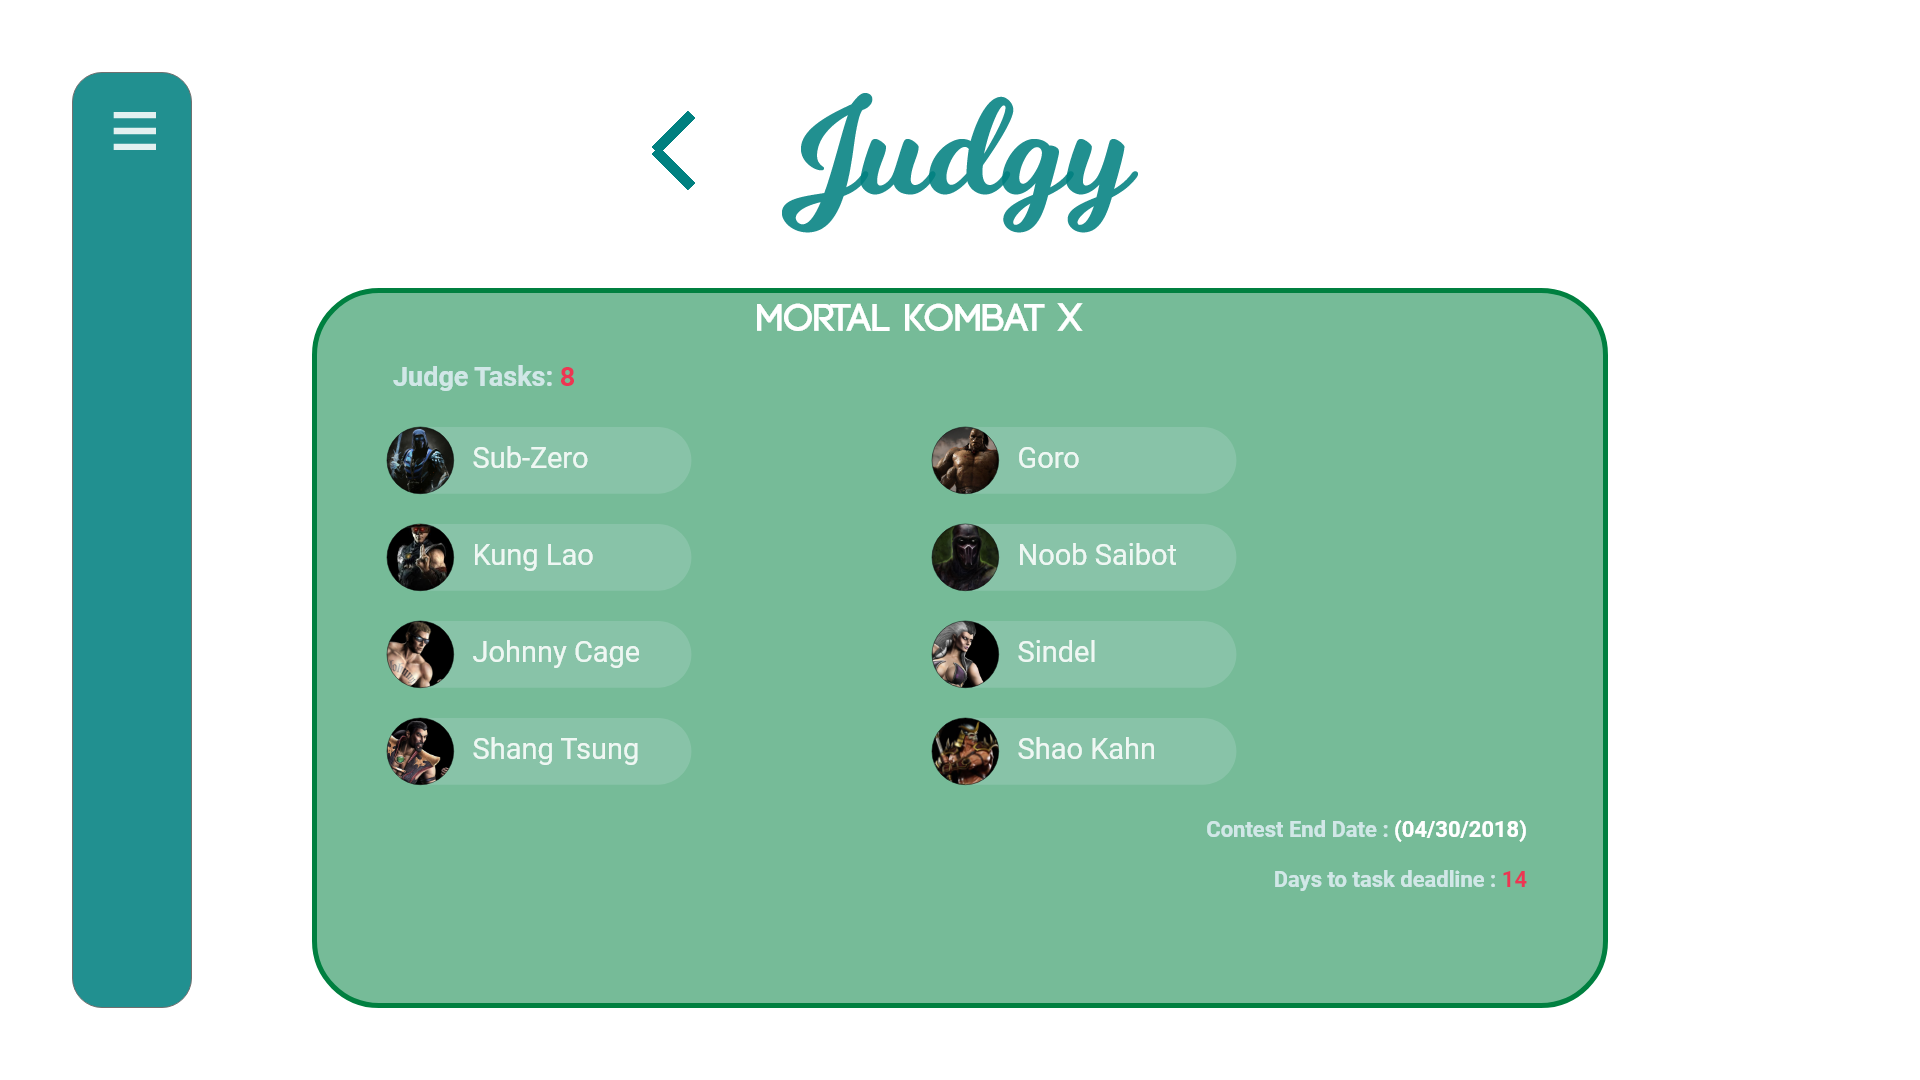 Judgy
MORTAL KOMBAT X
Judge Tasks: 8
Sub-Zero
Goro
Kung Lao
Noob Saibot
Johnny Cage
Sindel
Shang Tsung
Shao Kahn
Contest End Date : (04/30/2018)
Days to task deadline : 14